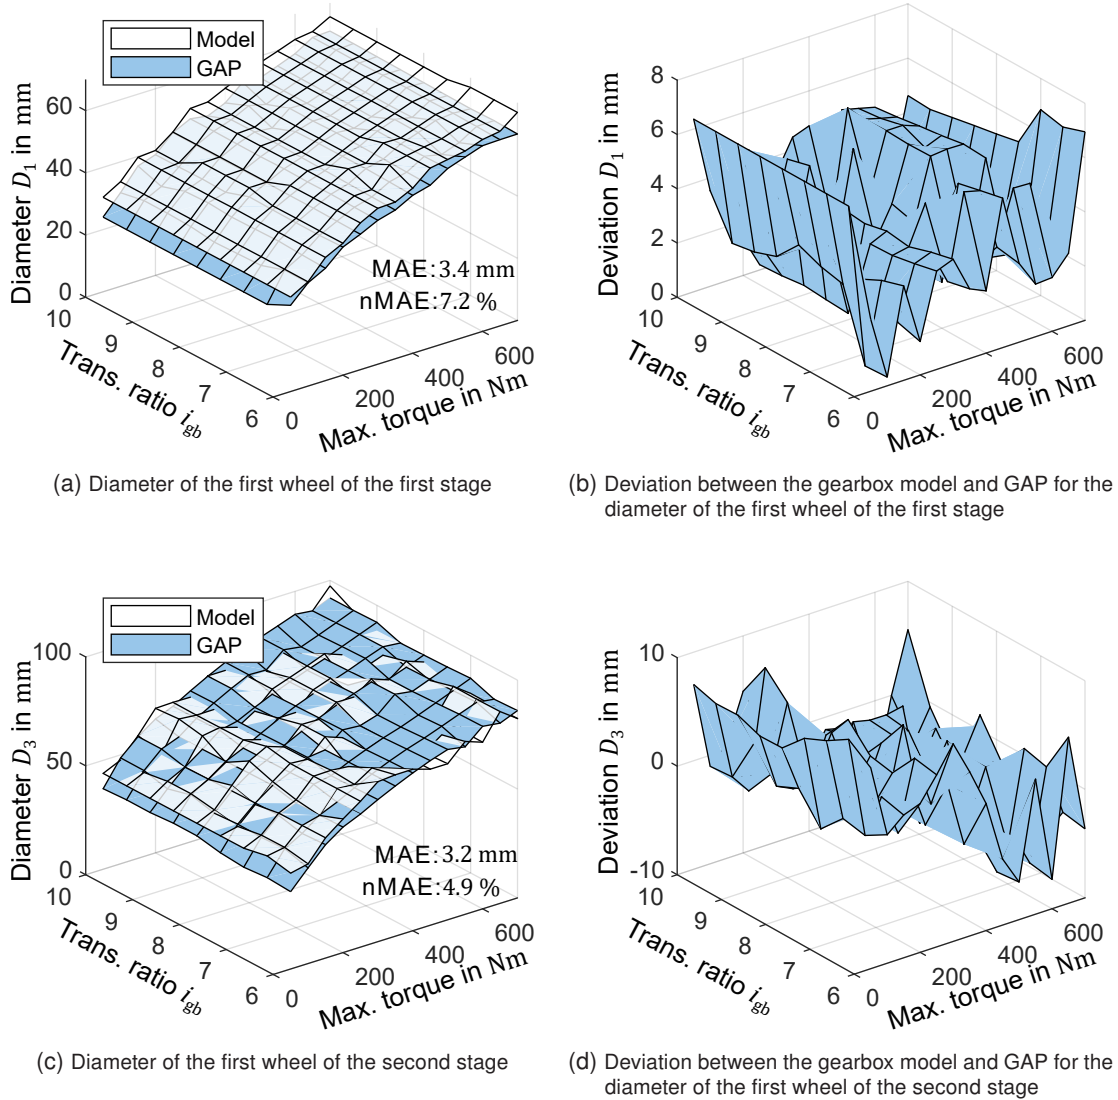 Model
GAP
Diameter D1 in mm
60
40
20
0
10
9
8
7
6
Trans. ratio igb
0
200
400
600
Max. torque in Nm
MAE:3.4 mm
nMAE:7.2 %
(a) Diameter of the first wheel of the first stage
Deviation D1 in mm
8
6
4
2
0
10
9
8
7
6
Trans. ratio igb
0
200
400
600
Max. torque in Nm
(b) Deviation between the gearbox model and GAP for the
diameter of the first wheel of the first stage
Model
GAP
Diameter D3 in mm
100
50
0
10
9
8
7
6
Trans. ratio igb
0
200
400
600
Max. torque in Nm
MAE:3.2 mm
nMAE:4.9 %
(c) Diameter of the first wheel of the second stage
Deviation D3 in mm
10
0
-10
10
9
8
7
6
Trans. ratio igb
0
200
400
600
Max. torque in Nm
(d) Deviation between the gearbox model and GAP for the
diameter of the first wheel of the second stage